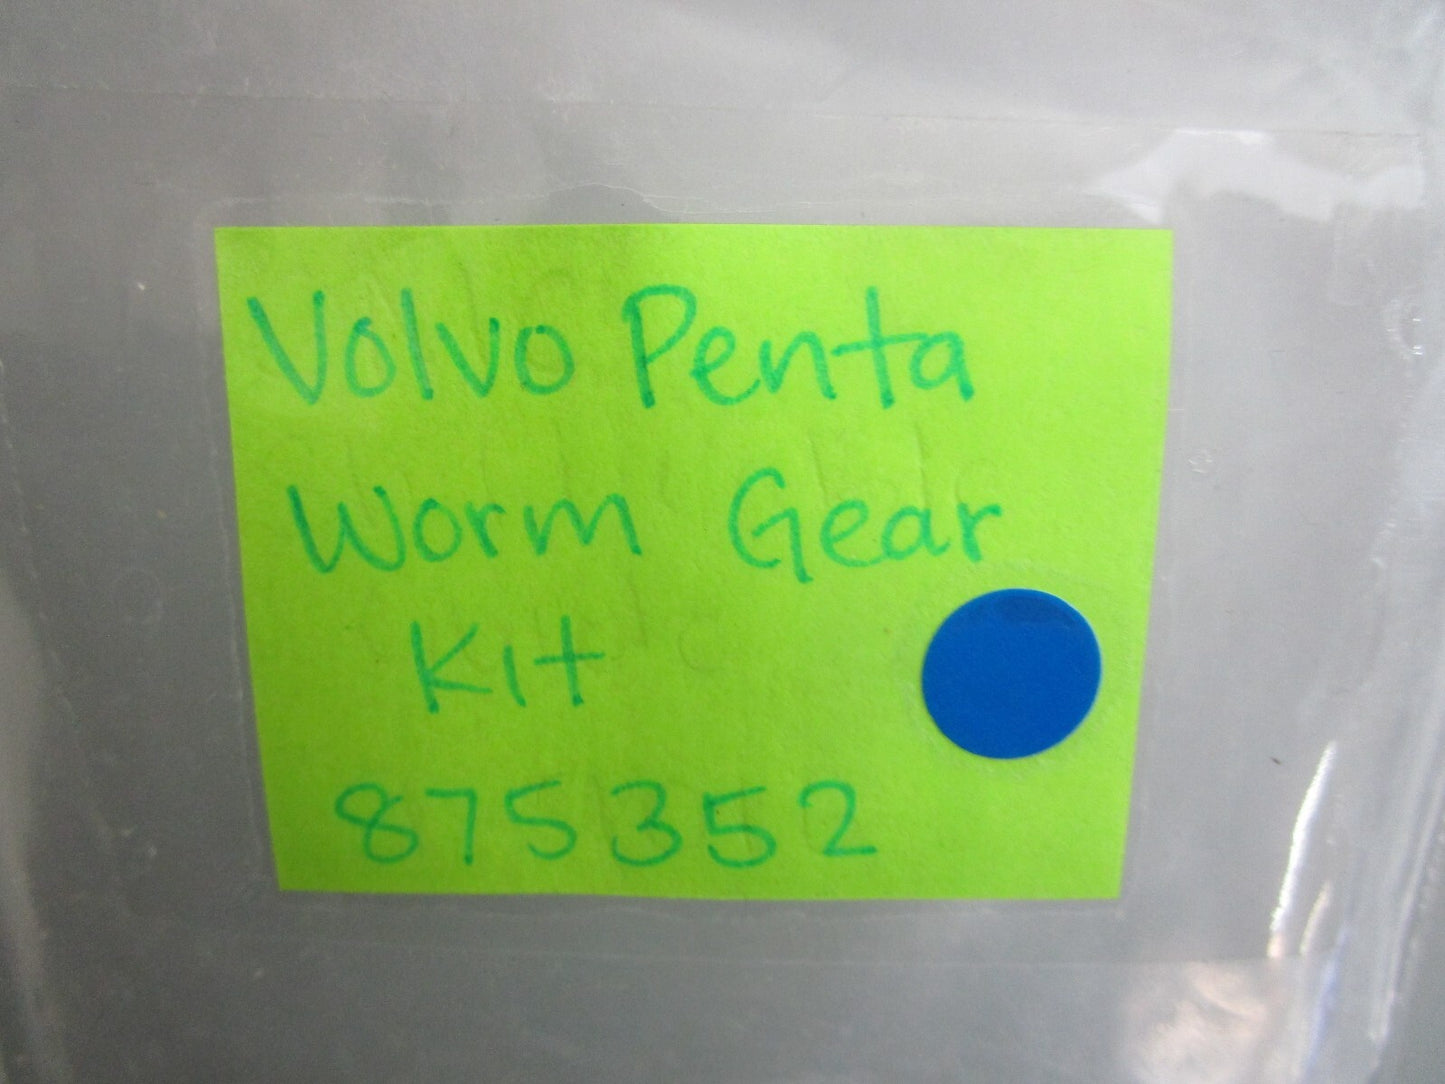 Volvo Penta
Worm Gear
Kit
875352